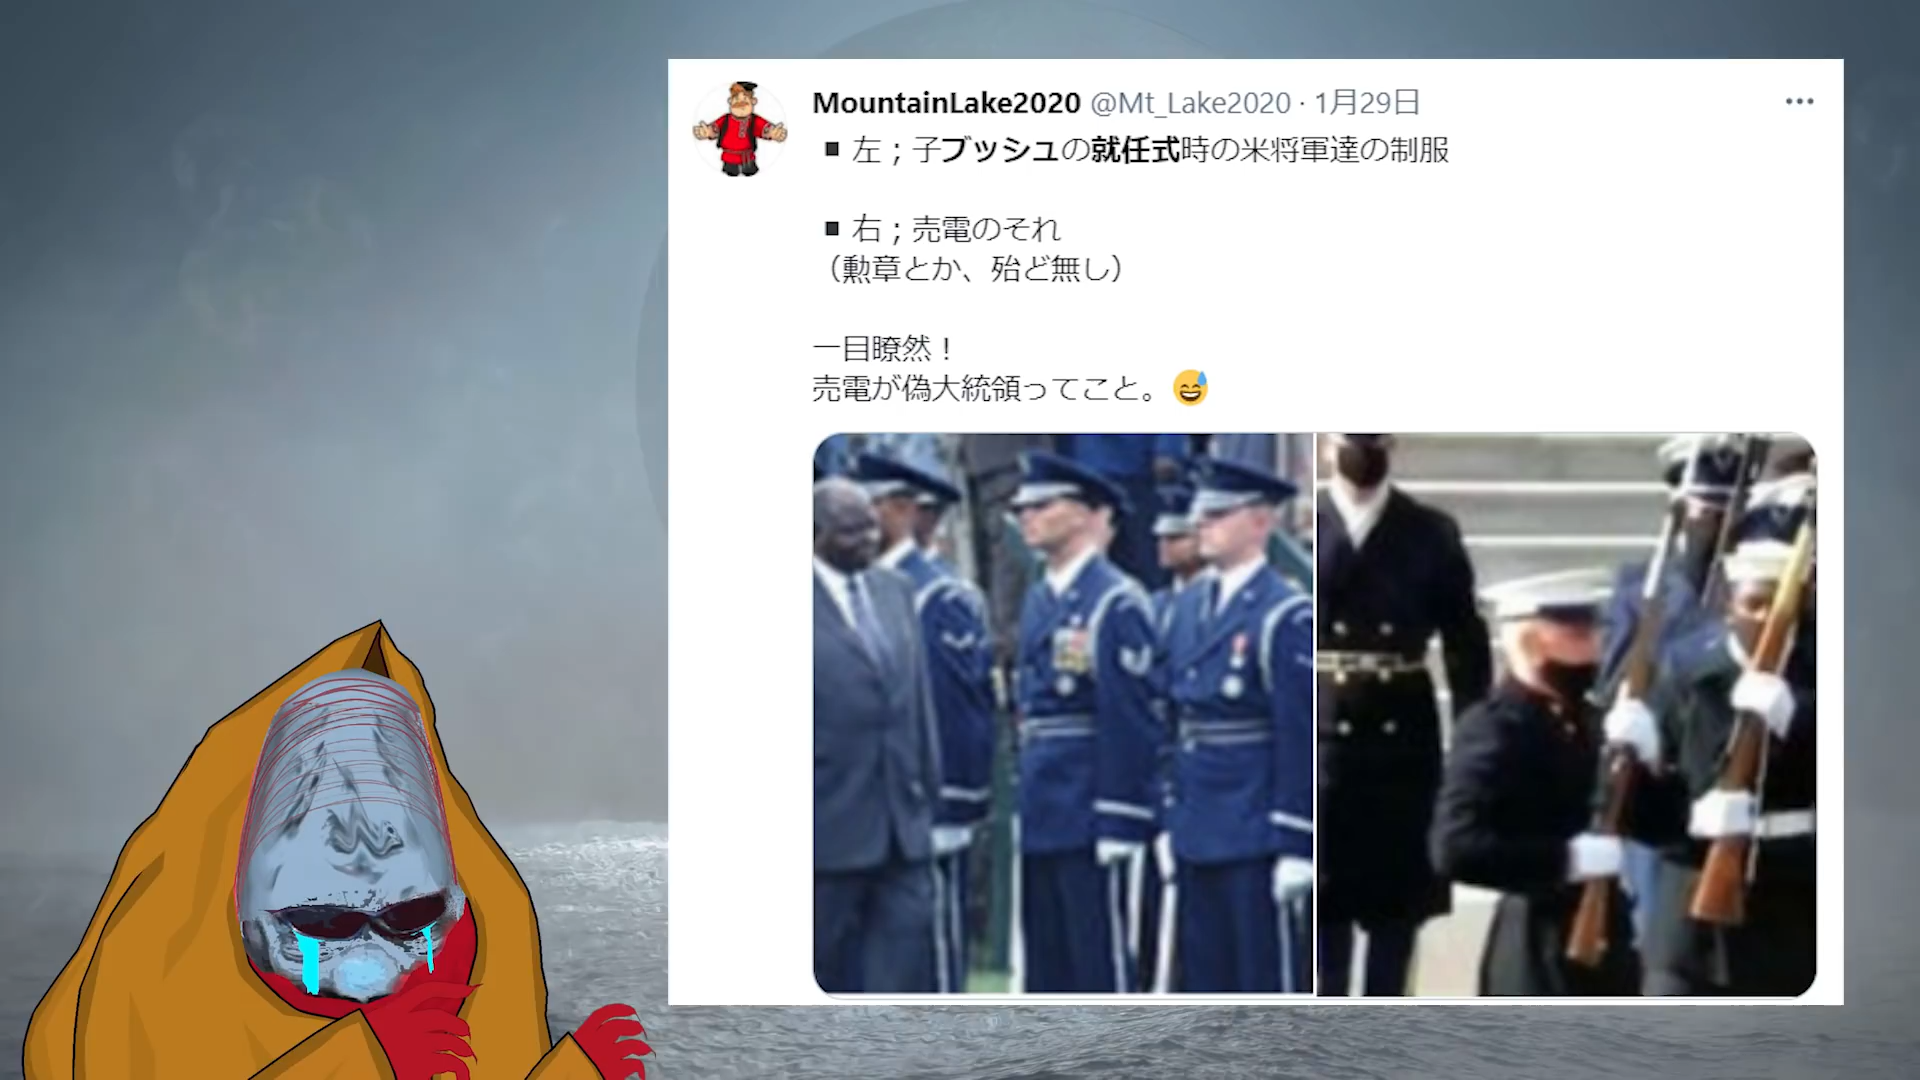 MountainLake2020 @Mt_Lake2020 · 1月29日
▪ 左；子ブッシュの就任式時の米将軍達の制服
▪ 右；売電のそれ
（勲章とか、殆ど無し）
一目瞭然！
売電が偽大統領ってこと。😅